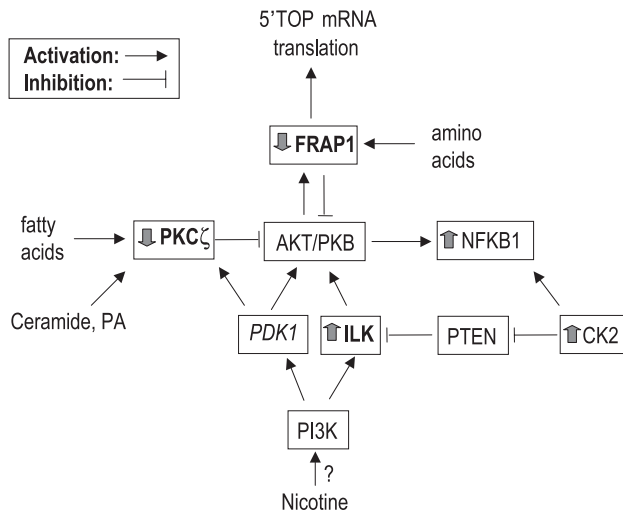 5'TOP mRNA
translation
Activation:
Inhibition:
FRAP1
amino
acids
fatty
acids
PKCζ
AKT/PKB
NFKB1
Ceramide, PA
PDK1
ILK
PTEN
CK2
PI3K
?
Nicotine